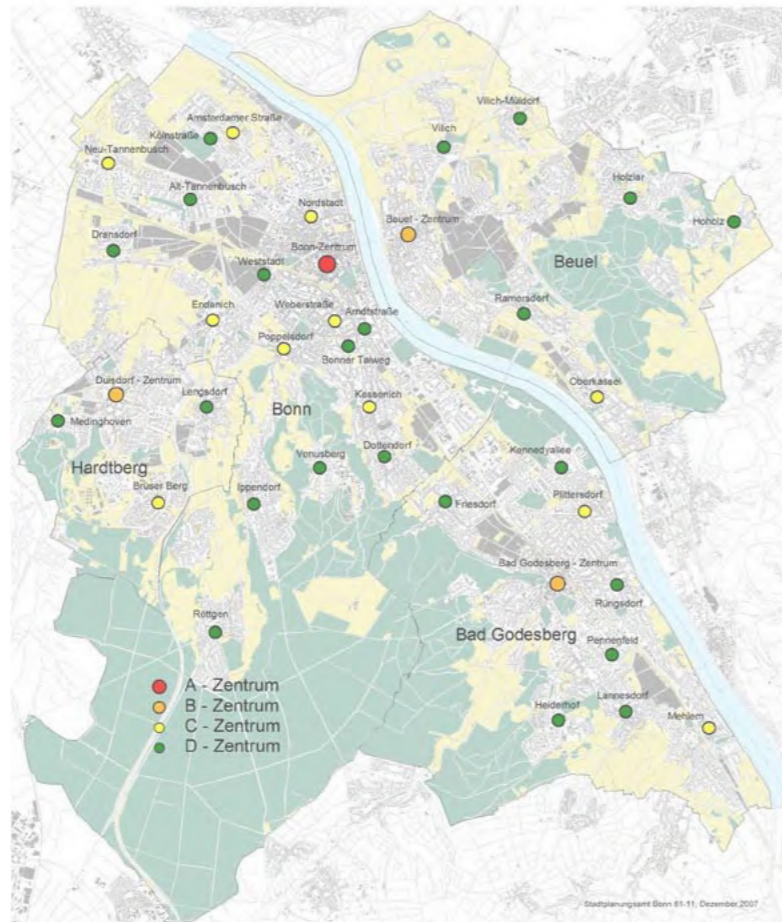 Vilich-Müldorf
Amsterdamer Straße
Kölnstraße
Vilich
Neu-Tannenbusch
Holzlar
Alt-Tannenbusch
Nordstadt
Hoholz
Beuel - Zentrum
Dransdorf
Bonn-Zentrum
Beuel
Weststadt
Ramersdorf
Endenich
Weberstraße
Arndtstraße
Poppelsdorf
Bonner Talweg
Duisdorf - Zentrum
Oberkassel
Lengsdorf
Kessenich
Bonn
Medinghoven
Dottendorf
Kennedyallee
Venusberg
Hardtberg
Brüser Berg
Ippendorf
Friesdorf
Plittersdorf
Bad Godesberg - Zentrum
Rüngsdorf
Röttgen
Bad Godesberg
Pennenfeld
A - Zentrum
B - Zentrum
C - Zentrum
D - Zentrum
Heiderhof
Lannesdorf
Mehlem
Stadtplanungsamt Bonn 61-11, Dezember 2007